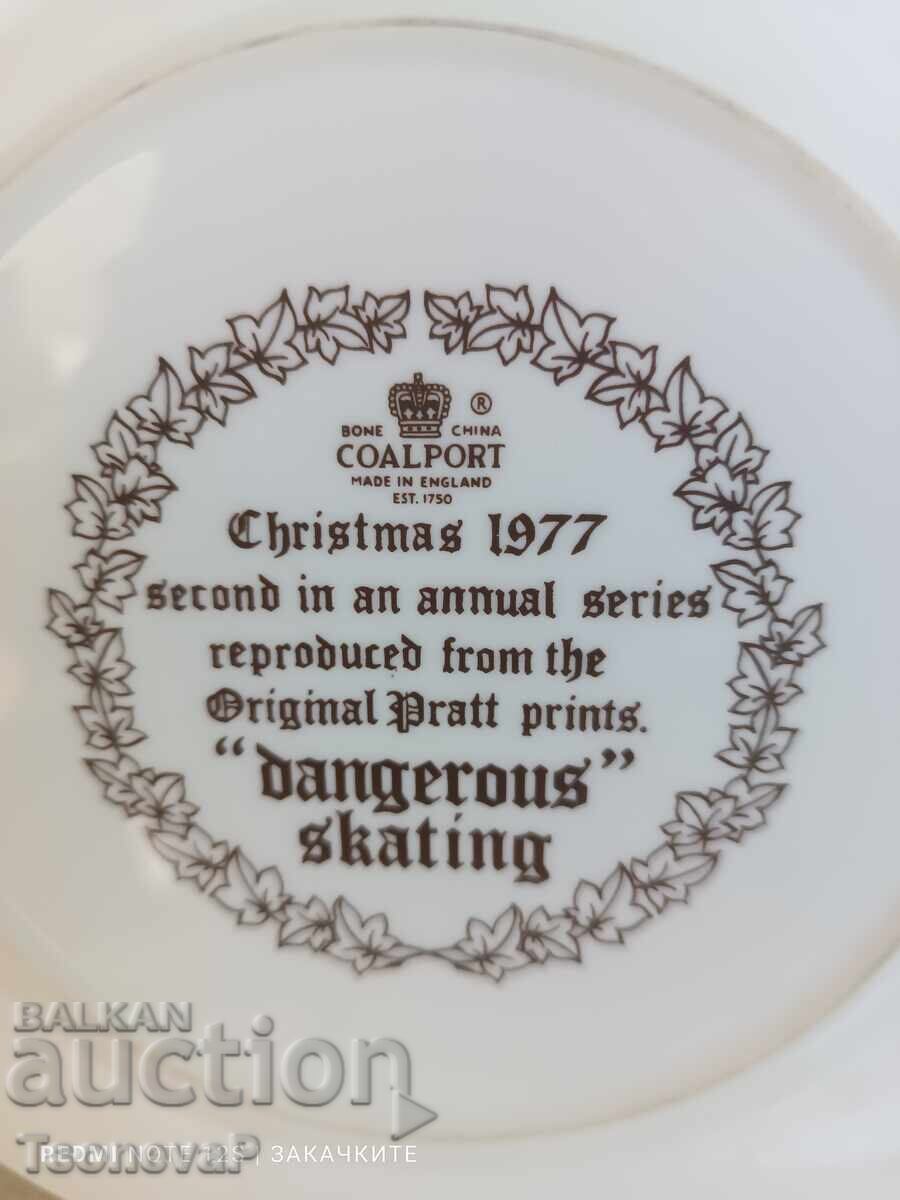 ®
BONE CHINA
COALPORT
MADE IN ENGLAND
EST. 1750
Christmas 1977
second in an annual series
reproduced from the
Original Pratt prints.
"dangerous"
skating
BALKAN
auction
TeonovaP
REDMI NOTE 12S | ЗАКАЧКИТЕ